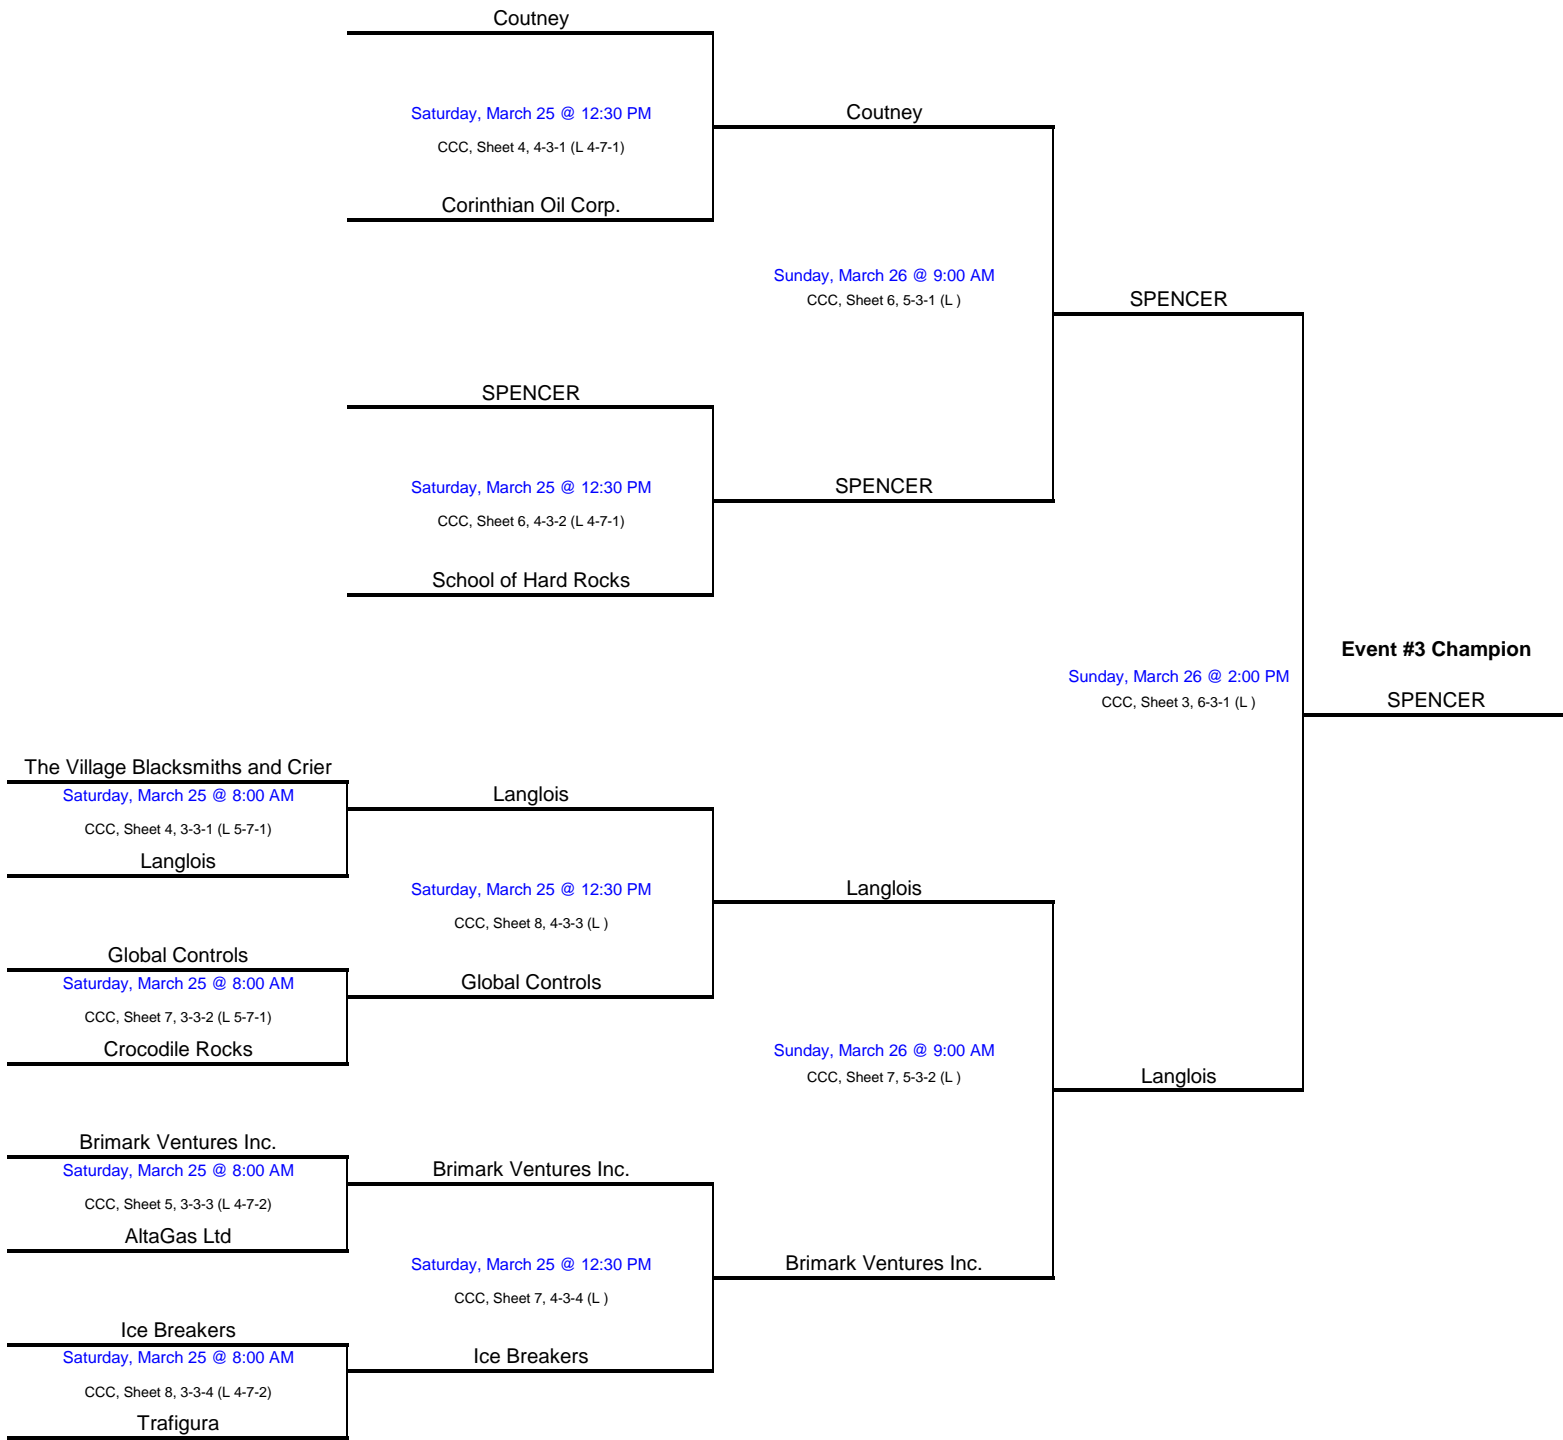 Coutney
Saturday, March 25 @ 12:30 PM
Coutney
CCC, Sheet 4, 4-3-1 (L 4-7-1)
Corinthian Oil Corp.
Sunday, March 26 @ 9:00 AM
CCC, Sheet 6, 5-3-1 (L )
SPENCER
SPENCER
Saturday, March 25 @ 12:30 PM
SPENCER
CCC, Sheet 6, 4-3-2 (L 4-7-1)
School of Hard Rocks
Event #3 Champion
Sunday, March 26 @ 2:00 PM
CCC, Sheet 3, 6-3-1 (L )
SPENCER
The Village Blacksmiths and Crier
Saturday, March 25 @ 8:00 AM
Langlois
CCC, Sheet 4, 3-3-1 (L 5-7-1)
Langlois
Saturday, March 25 @ 12:30 PM
Langlois
CCC, Sheet 8, 4-3-3 (L )
Global Controls
Saturday, March 25 @ 8:00 AM
Global Controls
CCC, Sheet 7, 3-3-2 (L 5-7-1)
Crocodile Rocks
Sunday, March 26 @ 9:00 AM
CCC, Sheet 7, 5-3-2 (L )
Langlois
Brimark Ventures Inc.
Saturday, March 25 @ 8:00 AM
Brimark Ventures Inc.
CCC, Sheet 5, 3-3-3 (L 4-7-2)
AltaGas Ltd
Saturday, March 25 @ 12:30 PM
Brimark Ventures Inc.
CCC, Sheet 7, 4-3-4 (L )
Ice Breakers
Saturday, March 25 @ 8:00 AM
Ice Breakers
CCC, Sheet 8, 3-3-4 (L 4-7-2)
Trafigura